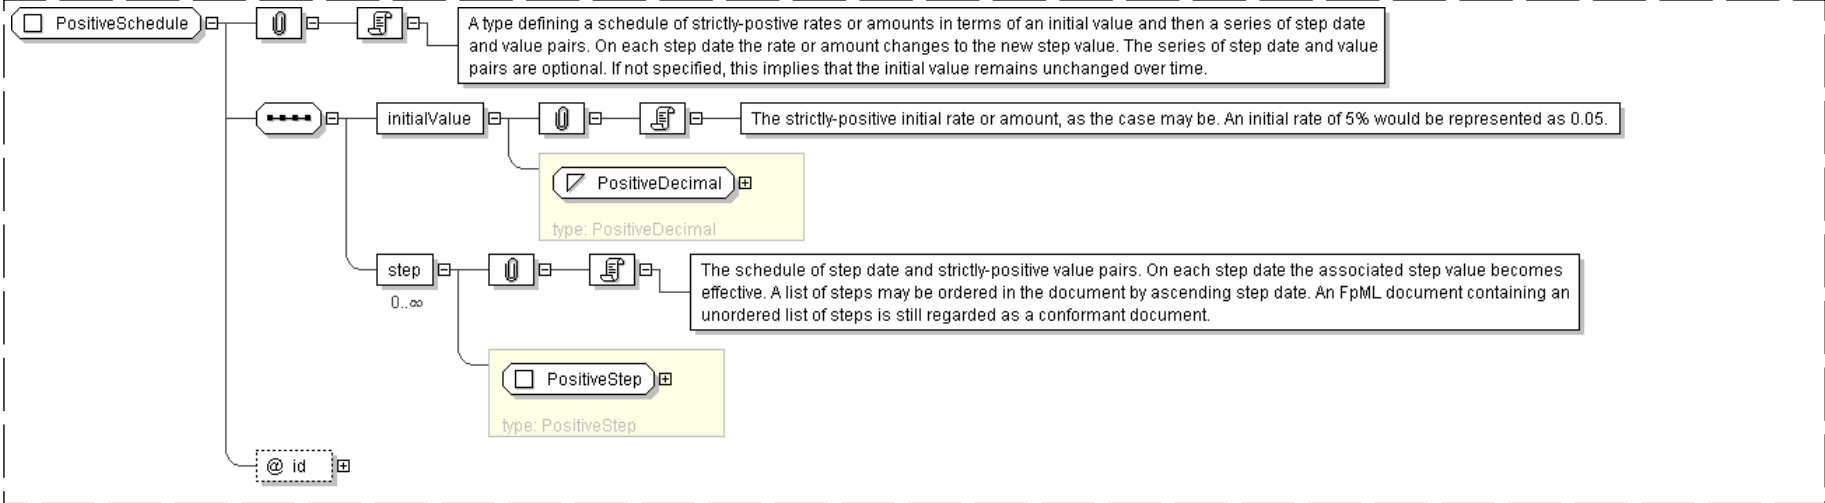 PositiveSchedule
A type defining a schedule of strictly-postive rates or amounts in terms of an initial value and then a series of step date
and value pairs. On each step date the rate or amount changes to the new step value. The series of step date and value
pairs are optional. If not specified, this implies that the initial value remains unchanged over time.
initialValue
The strictly-positive initial rate or amount, as the case may be. An initial rate of 5% would be represented as 0.05.
PositiveDecimal
type: PositiveDecimal
step
0..∞
The schedule of step date and strictly-positive value pairs. On each step date the associated step value becomes
effective. A list of steps may be ordered in the document by ascending step date. An FpML document containing an
unordered list of steps is still regarded as a conformant document.
PositiveStep
type: PositiveStep
@ id